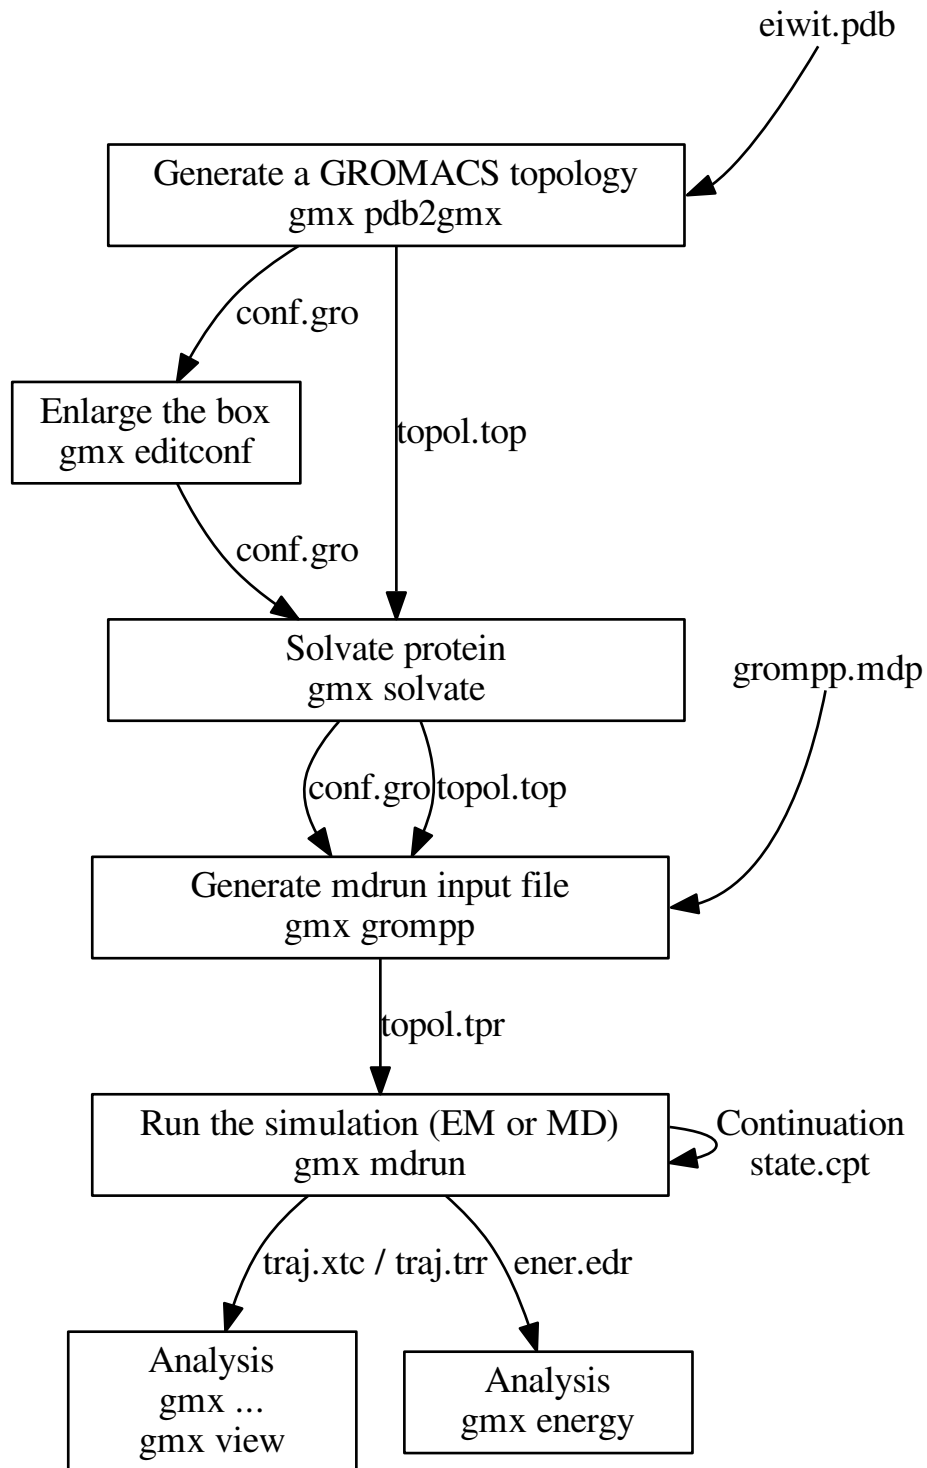 eiwit.pdb
Generate a GROMACS topology
gmx pdb2gmx
conf.gro
Enlarge the box
gmx editconf
topol.top
conf.gro
Solvate protein
gmx solvate
grompp.mdp
conf.gro
topol.top
Generate mdrun input file
gmx grompp
topol.tpr
Run the simulation (EM or MD)
gmx mdrun
Continuation
state.cpt
traj.xtc / traj.trr
ener.edr
Analysis
gmx ...
gmx view
Analysis
gmx energy